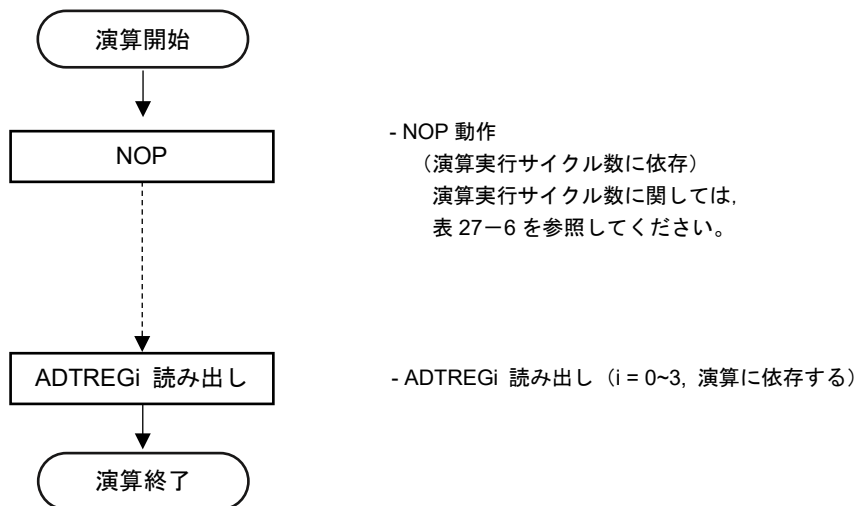 演算開始
NOP
- NOP 動作
（演算実行サイクル数に依存）
演算実行サイクル数に関しては,
表 27－6 を参照してください。
ADTREGi 読み出し
- ADTREGi 読み出し（i = 0~3, 演算に依存する）
演算終了